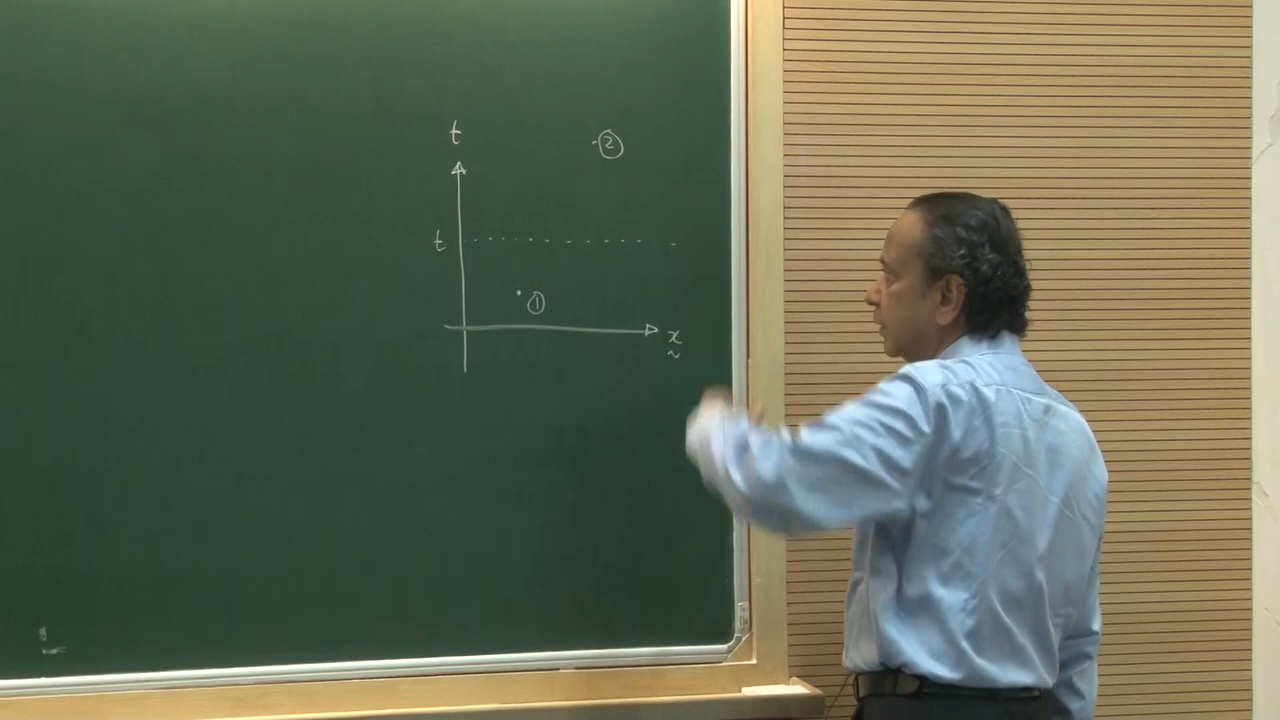 t
②
t
①
x
~